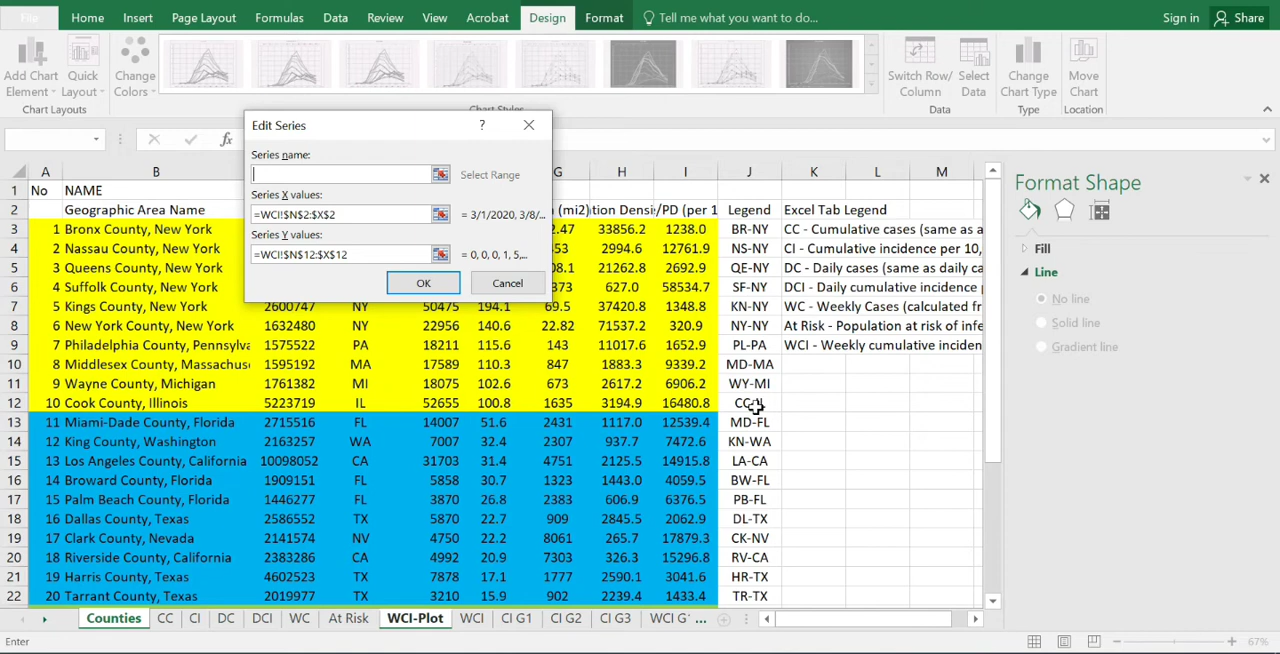 File Home Insert Page Layout Formulas Data Review View Acrobat Design Format Tell me what you want to do... Sign in Share
Add Chart Element Quick Layout Change Colors Switch Row/ Column Select Data Change Chart Type Move Chart
Chart Layouts Chart Styles Data Type Location
Edit Series ?
fx
Series name:
Select Range
Series X values:
=WCI!$N$2:$X$2 = 3/1/2020, 3/8/...
Series Y values:
=WCI!$N$12:$X$12 = 0, 0, 0, 1, 5,...
OK Cancel
Format Shape
Fill
Line
No line
Solid line
Gradient line
A B G H I J K L M
1 No NAME
2 Geographic Area Name (mi2) tion Densi /PD (per 1 Legend Excel Tab Legend
3 1 Bronx County, New York 2.47 33856.2 1238.0 BR-NY CC - Cumulative cases (same as a
4 2 Nassau County, New York 453 2994.6 12761.9 NS-NY CI - Cumulative incidence per 10,
5 3 Queens County, New York 08.1 21262.8 2692.9 QE-NY DC - Daily cases (same as daily ca
6 4 Suffolk County, New York 373 627.0 58534.7 SF-NY DCI - Daily cumulative incidence
7 5 Kings County, New York 2600747 NY 50475 194.1 69.5 37420.8 1348.8 KN-NY WC - Weekly Cases (calculated fr
8 6 New York County, New York 1632480 NY 22956 140.6 22.82 71537.2 320.9 NY-NY At Risk - Population at risk of infe
9 7 Philadelphia County, Pennsylva 1575522 PA 18211 115.6 143 11017.6 1652.9 PL-PA WCI - Weekly cumulative inciden
10 8 Middlesex County, Massachus 1595192 MA 17589 110.3 847 1883.3 9339.2 MD-MA
11 9 Wayne County, Michigan 1761382 MI 18075 102.6 673 2617.2 6906.2 WY-MI
12 10 Cook County, Illinois 5223719 IL 52655 100.8 1635 3194.9 16480.8
13 11 Miami-Dade County, Florida 2715516 FL 14007 51.6 2431 1117.0 12539.4 MD-FL
14 12 King County, Washington 2163257 WA 7007 32.4 2307 937.7 7472.6 KN-WA
15 13 Los Angeles County, California 10098052 CA 31703 31.4 4751 2125.5 14915.8 LA-CA
16 14 Broward County, Florida 1909151 FL 5858 30.7 1323 1443.0 4059.5 BW-FL
17 15 Palm Beach County, Florida 1446277 FL 3870 26.8 2383 606.9 6376.5 PB-FL
18 16 Dallas County, Texas 2586552 TX 5870 22.7 909 2845.5 2062.9 DL-TX
19 17 Clark County, Nevada 2141574 NV 4750 22.2 8061 265.7 17879.3 CK-NV
20 18 Riverside County, California 2383286 CA 4992 20.9 7303 326.3 15296.8 RV-CA
21 19 Harris County, Texas 4602523 TX 7878 17.1 1777 2590.1 3041.6 HR-TX
22 20 Tarrant County, Texas 2019977 TX 3210 15.9 902 2239.4 1433.4 TR-TX
Counties CC CI DC DCI WC At Risk WCI-Plot WCI CI G1 CI G2 CI G3 WCI G' ...
Enter 67%